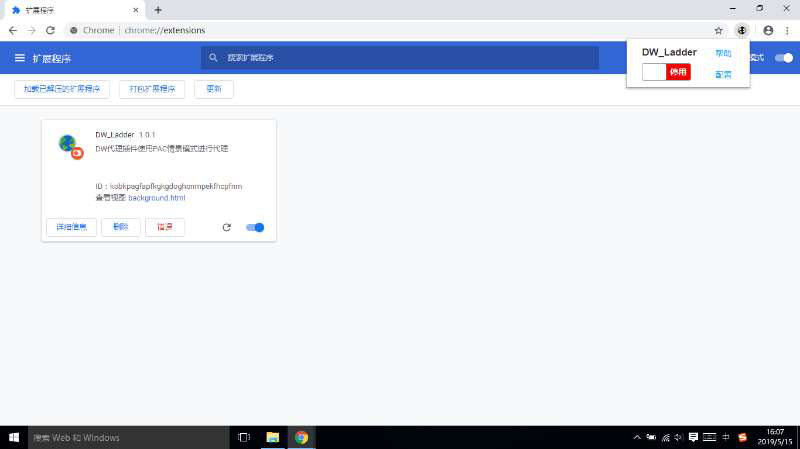 扩展程序
Chrome | chrome://extensions
扩展程序
搜索扩展程序
模式
DW_Ladder
帮助
停用
配置
加载已解压的扩展程序
打包扩展程序
更新
DW_Ladder 1.0.1
DW代理插件使用PAC情景模式进行代理
ID：kobkpagfapfkgkgdoghonmpekfhcpfnm
查看视图 background.html
详细信息
删除
错误
搜索 Web 和 Windows
中
16:07
2019/5/15